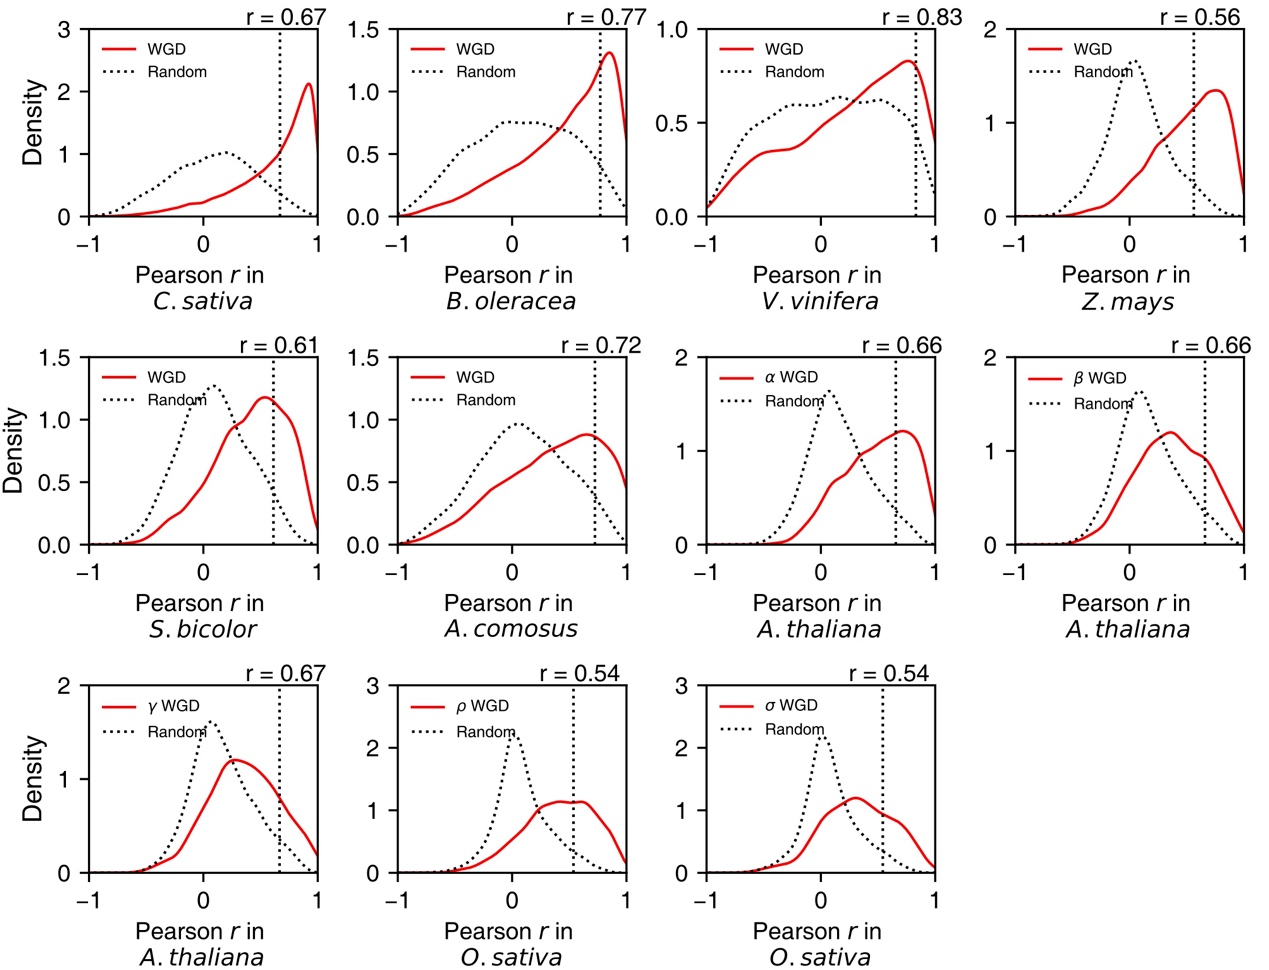 r = 0.67
r = 0.77
r = 0.83
r = 0.56
3
2
1
0
Density
WGD
Random
−1 0 1
Pearson r in
C. sativa
1.5
1.0
0.5
0.0
WGD
Random
−1 0 1
Pearson r in
B. oleracea
1.0
0.5
0.0
WGD
Random
−1 0 1
Pearson r in
V. vinifera
2
1
0
WGD
Random
−1 0 1
Pearson r in
Z. mays
r = 0.61
r = 0.72
r = 0.66
r = 0.66
1.5
1.0
0.5
0.0
Density
WGD
Random
−1 0 1
Pearson r in
S. bicolor
1.5
1.0
0.5
0.0
WGD
Random
−1 0 1
Pearson r in
A. comosus
2
1
0
α WGD
Random
−1 0 1
Pearson r in
A. thaliana
2
1
0
β WGD
Random
−1 0 1
Pearson r in
A. thaliana
r = 0.67
r = 0.54
r = 0.54
2
1
0
Density
γ WGD
Random
−1 0 1
Pearson r in
A. thaliana
3
2
1
0
ρ WGD
Random
−1 0 1
Pearson r in
O. sativa
3
2
1
0
σ WGD
Random
−1 0 1
Pearson r in
O. sativa